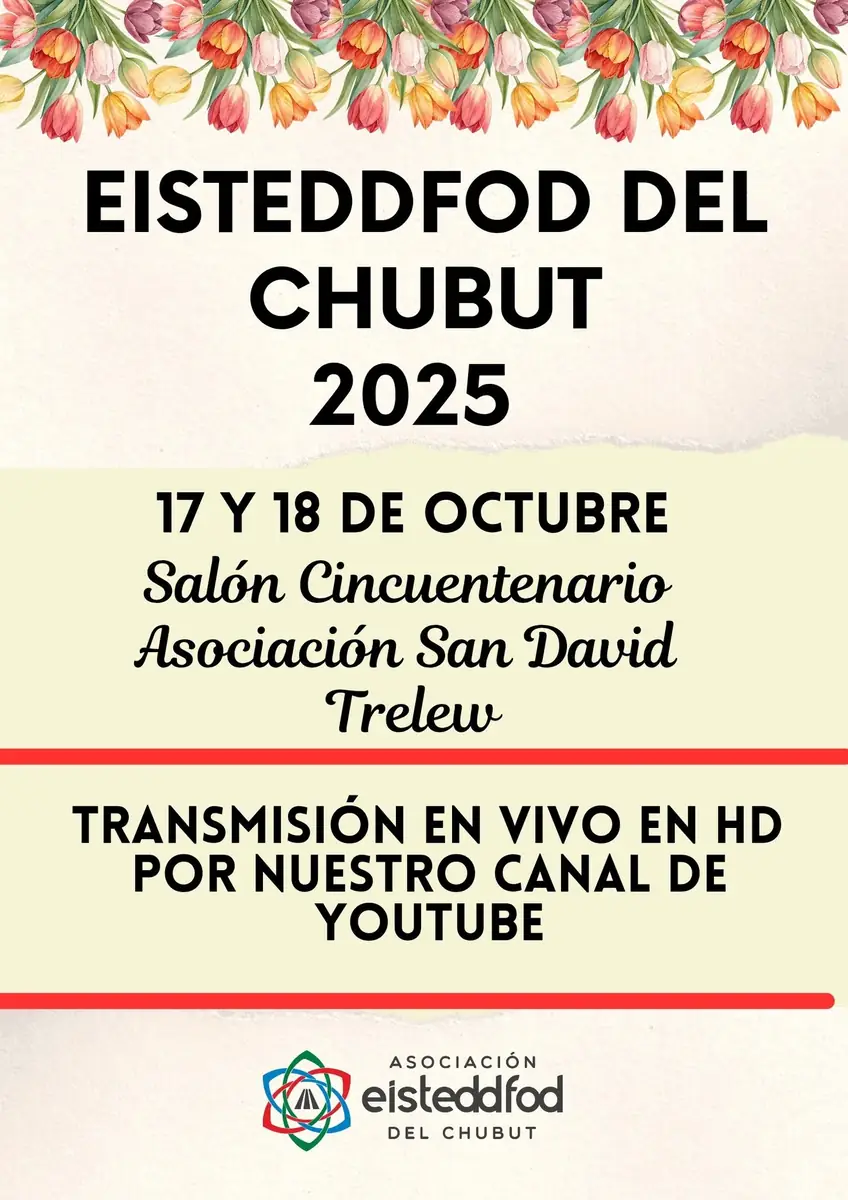 EISTEDDFOD DEL
CHUBUT
2025
17 Y 18 DE OCTUBRE
Salón Cincuentenario
Asociación San David
Trelew
TRANSMISIÓN EN VIVO EN HD
POR NUESTRO CANAL DE
YOUTUBE
ASOCIACIÓN
eisteddfod
DEL CHUBUT